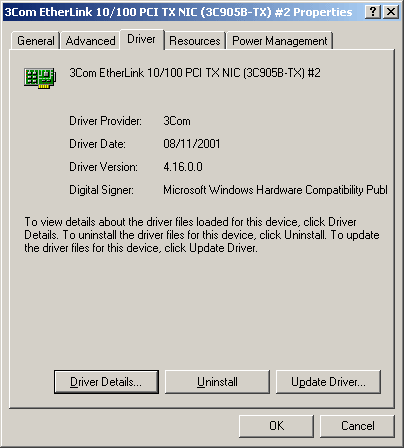 3Com EtherLink 10/100 PCI TX NIC (3C905B-TX) #2 Properties
General Advanced Driver Resources Power Management
3Com EtherLink 10/100 PCI TX NIC (3C905B-TX) #2
Driver Provider: 3Com
Driver Date: 08/11/2001
Driver Version: 4.16.0.0
Digital Signer: Microsoft Windows Hardware Compatibility Publ
To view details about the driver files loaded for this device, click Driver
Details. To uninstall the driver files for this device, click Uninstall. To update
the driver files for this device, click Update Driver.
Driver Details... Uninstall Update Driver...
OK Cancel